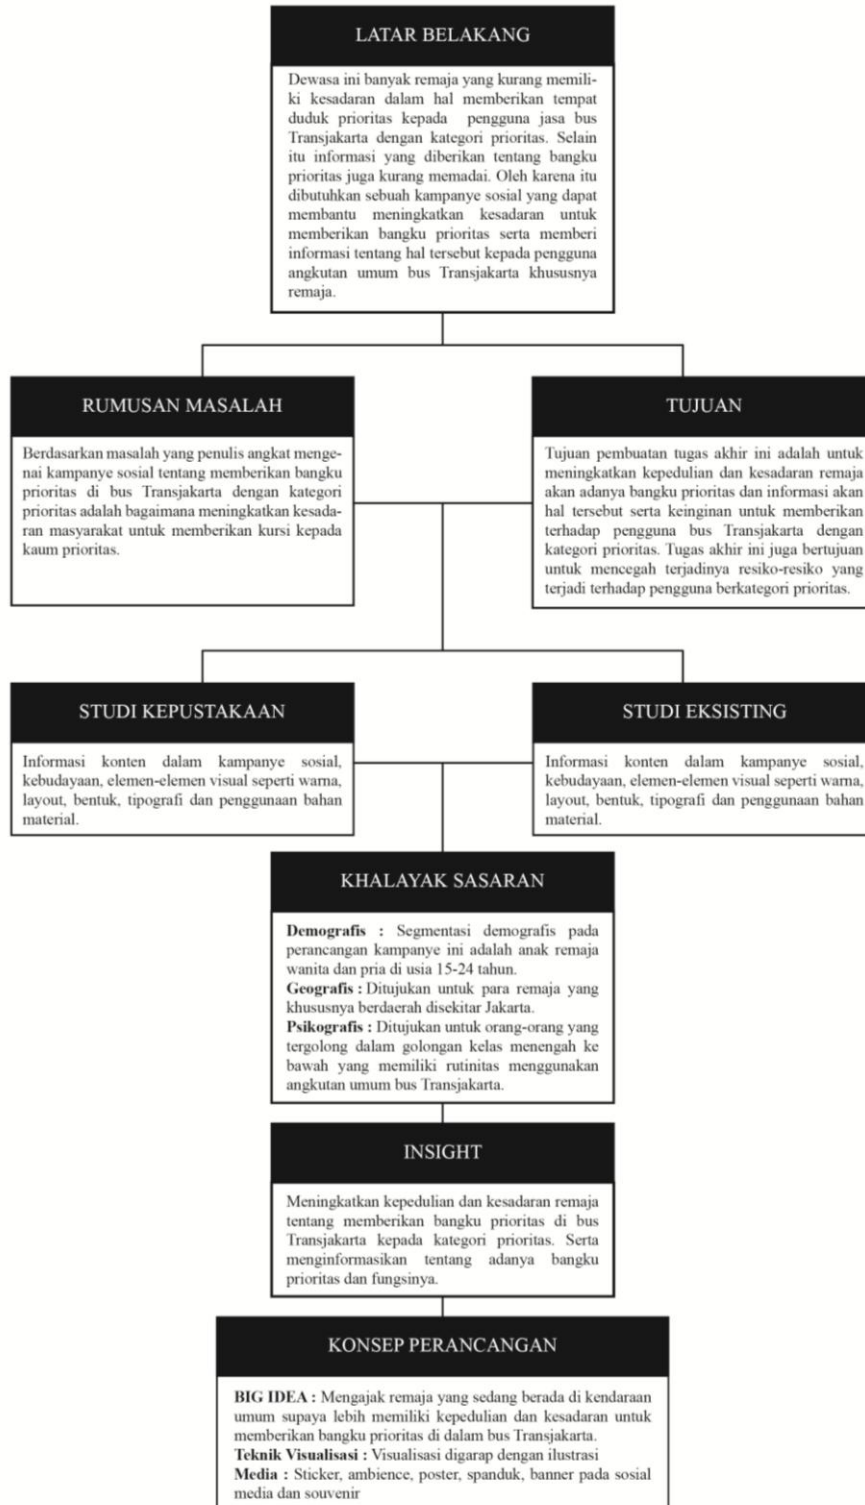 LATAR BELAKANG
Dewasa ini banyak remaja yang kurang memili-
ki kesadaran dalam hal memberikan tempat
duduk prioritas kepada pengguna jasa bus
Transjakarta dengan kategori prioritas. Selain
itu informasi yang diberikan tentang bangku
prioritas juga kurang memadai. Oleh karena itu
dibutuhkan sebuah kampanye sosial yang dapat
membantu meningkatkan kesadaran untuk
memberikan bangku prioritas serta memberi
informasi tentang hal tersebut kepada pengguna
angkutan umum bus Transjakarta khususnya
remaja.
RUMUSAN MASALAH
Berdasarkan masalah yang penulis angkat menge-
nai kampanye sosial tentang memberikan bangku
prioritas di bus Transjakarta dengan kategori
prioritas adalah bagaimana meningkatkan kesada-
ran masyarakat untuk memberikan kursi kepada
kaum prioritas.
TUJUAN
Tujuan pembuatan tugas akhir ini adalah untuk
meningkatkan kepedulian dan kesadaran remaja
akan adanya bangku prioritas dan informasi akan
hal tersebut serta keinginan untuk memberikan
terhadap pengguna bus Transjakarta dengan
kategori prioritas. Tugas akhir ini juga bertujuan
untuk mencegah terjadinya resiko-resiko yang
terjadi terhadap pengguna berkategori prioritas.
STUDI KEPUSTAKAAN
Informasi konten dalam kampanye sosial,
kebudayaan, elemen-elemen visual seperti warna,
layout, bentuk, tipografi dan penggunaan bahan
material.
STUDI EKSISTING
Informasi konten dalam kampanye sosial,
kebudayaan, elemen-elemen visual seperti warna,
layout, bentuk, tipografi dan penggunaan bahan
material.
KHALAYAK SASARAN
Demografis : Segmentasi demografis pada
perancangan kampanye ini adalah anak remaja
wanita dan pria di usia 15-24 tahun.
Geografis : Ditujukan untuk para remaja yang
khususnya berdaerah disekitar Jakarta.
Psikografis : Ditujukan untuk orang-orang yang
tergolong dalam golongan kelas menengah ke
bawah yang memiliki rutinitas menggunakan
angkutan umum bus Transjakarta.
INSIGHT
Meningkatkan kepedulian dan kesadaran remaja
tentang memberikan bangku prioritas di bus
Transjakarta kepada kategori prioritas. Serta
menginformasikan tentang adanya bangku
prioritas dan fungsinya.
KONSEP PERANCANGAN
BIG IDEA : Mengajak remaja yang sedang berada di kendaraan
umum supaya lebih memiliki kepedulian dan kesadaran untuk
memberikan bangku prioritas di dalam bus Transjakarta.
Teknik Visualisasi : Visualisasi digarap dengan ilustrasi
Media : Sticker, ambience, poster, spanduk, banner pada sosial
media dan souvenir